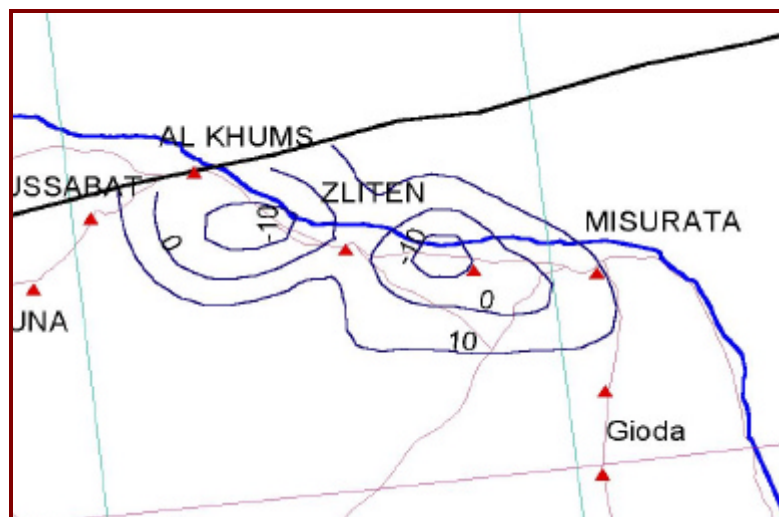 AL KHUMS
USSABAT
ZLITEN
-10
0
MISURATA
-10
0
UNA
10
Gioda